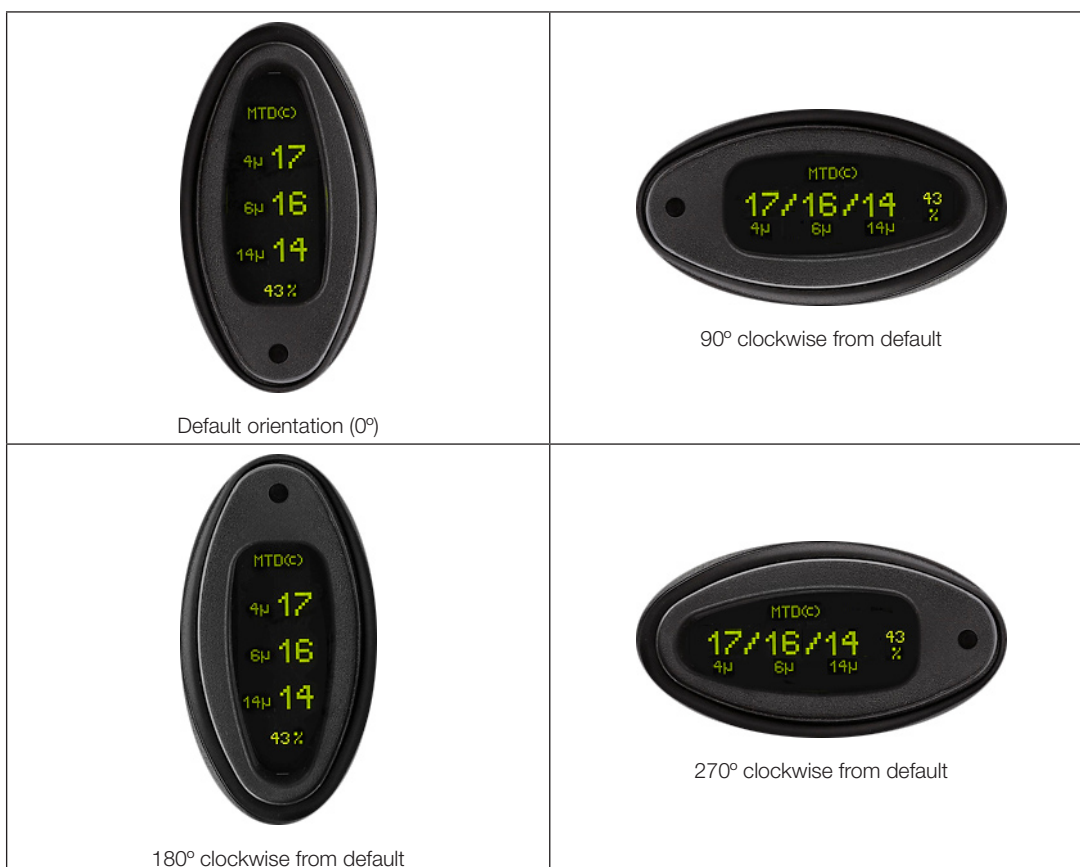 MTD(c)
4µ 17
6µ 16
14µ 14
43%
Default orientation (0º)
MTD(c)
17/16/14 43 %
4µ 6µ 14µ
90º clockwise from default
MTD(c)
4µ 17
6µ 16
14µ 14
43%
180º clockwise from default
MTD(c)
17/16/14 43 %
4µ 6µ 14µ
270º clockwise from default